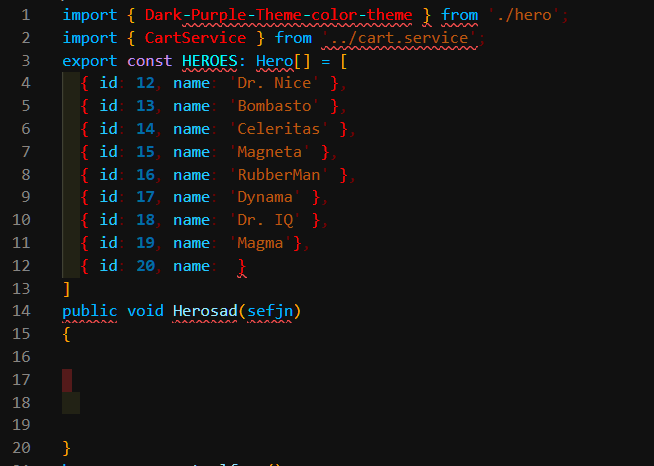 1 import { Dark-Purple-Theme-color-theme } from './hero';
2 import { CartService } from '../cart.service';
3 export const HEROES: Hero[] = [
4 { id: 12, name: 'Dr. Nice' },
5 { id: 13, name: 'Bombasto' },
6 { id: 14, name: 'Celeritas' },
7 { id: 15, name: 'Magneta' },
8 { id: 16, name: 'RubberMan' },
9 { id: 17, name: 'Dynama' },
10 { id: 18, name: 'Dr. IQ' },
11 { id: 19, name: 'Magma'},
12 { id: 20, name: }
13 ]
14 public void Herosad(sefjn)
15 {
16
17
18
19
20 }